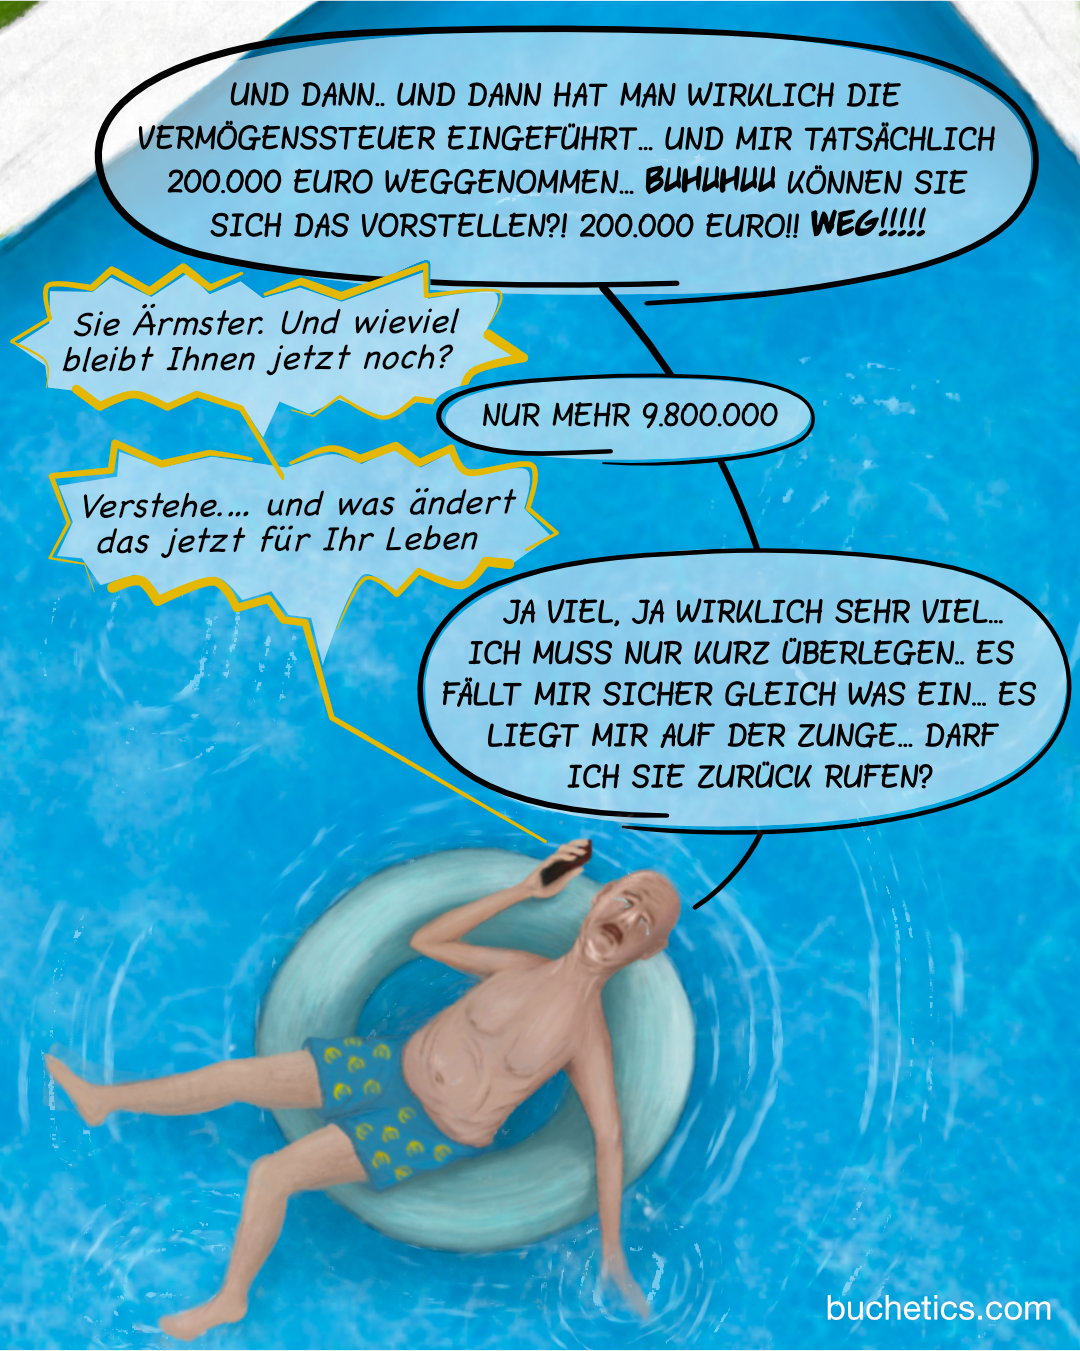 UND DANN.. UND DANN HAT MAN WIRKLICH DIE
VERMÖGENSSTEUER EINGEFÜHRT... UND MIR TATSÄCHLICH
200.000 EURO WEGGENOMMEN... BUHUHUU KÖNNEN SIE
SICH DAS VORSTELLEN?! 200.000 EURO!! WEG!!!!!
Sie Ärmster. Und wieviel
bleibt Ihnen jetzt noch?
NUR MEHR 9.800.000
Verstehe.... und was ändert
das jetzt für Ihr Leben
JA VIEL, JA WIRKLICH SEHR VIEL...
ICH MUSS NUR KURZ ÜBERLEGEN.. ES
FÄLLT MIR SICHER GLEICH WAS EIN... ES
LIEGT MIR AUF DER ZUNGE... DARF
ICH SIE ZURÜCK RUFEN?
buchetics.com